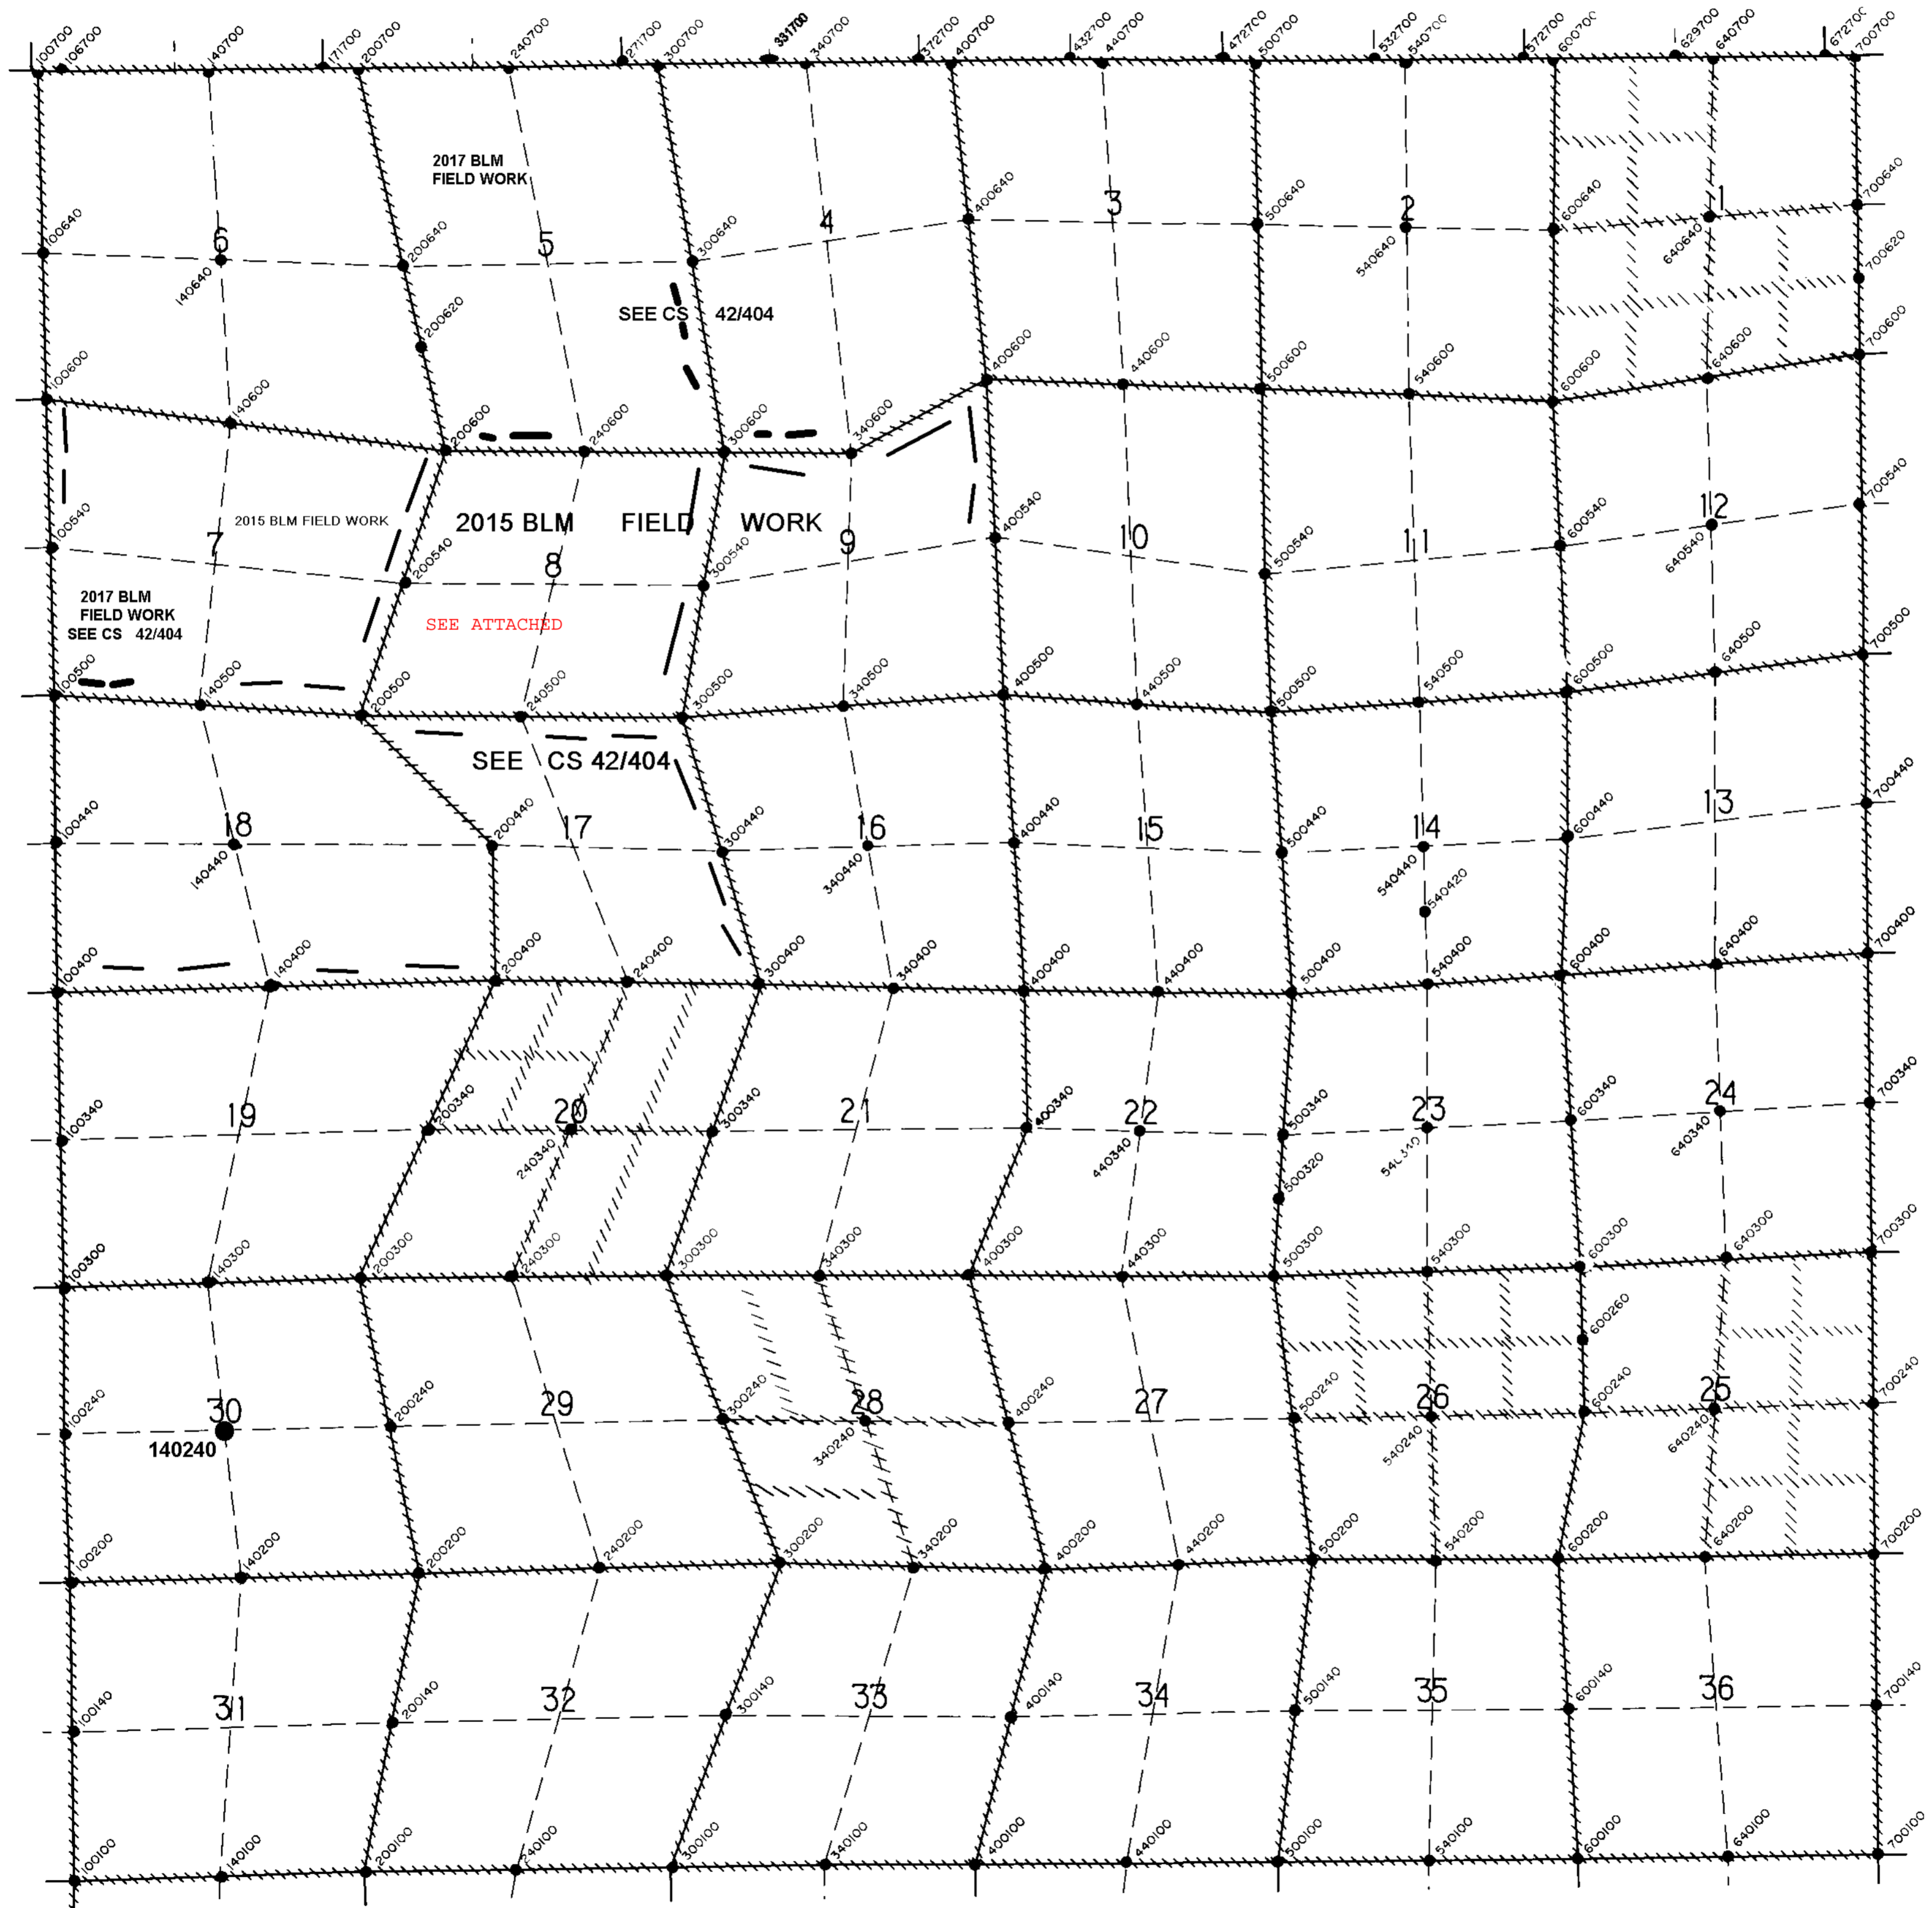 100700 106700 140700 171700 200700 240700 271700 300700 331700 340700 372700 400700 432700 440700 472700 500700 532700 540700 572700 600700 629700 640700 672700 700700
2017 BLM
FIELD WORK
100640 6 140640 200640 5 300640 4 400640 3 500640 2 540640 600640 1 640640 700640
700620
SEE CS 42/404
200620
100600 140600 200600 240600 300600 340600 400600 440600 500600 540600 600600 640600 700600
2015 BLM FIELD WORK
2015 BLM FIELD WORK
100540 7 200540 8 300540 9 400540 10 500540 11 600540 12 640540 700540
2017 BLM
FIELD WORK
SEE CS 42/404
SEE ATTACHED
100500 140500 200500 240500 300500 340500 400500 440500 500500 540500 600500 640500 700500
SEE CS 42/404
100440 18 140440 200440 17 300440 16 340440 400440 15 500440 14 540440 600440 13 700440
540420
100400 140400 200400 240400 300400 340400 400400 440400 500400 540400 600400 640400 700400
100340 19 200340 20 240340 300340 21 400340 22 440340 500340 23 600340 24 640340 700340
500320
100300 140300 200300 240300 300300 340300 400300 440300 500300 540300 600300 640300 700300
600260
100240 30 140240 200240 29 300240 28 340240 400240 27 500240 26 540240 600240 25 640240 700240
100200 140200 200200 240200 300200 340200 400200 440200 500200 540200 600200 640200 700200
100140 31 200140 32 300140 33 400140 34 500140 35 600140 36 700140
100100 140100 200100 240100 300100 340100 400100 440100 500100 540100 600100 640100 700100